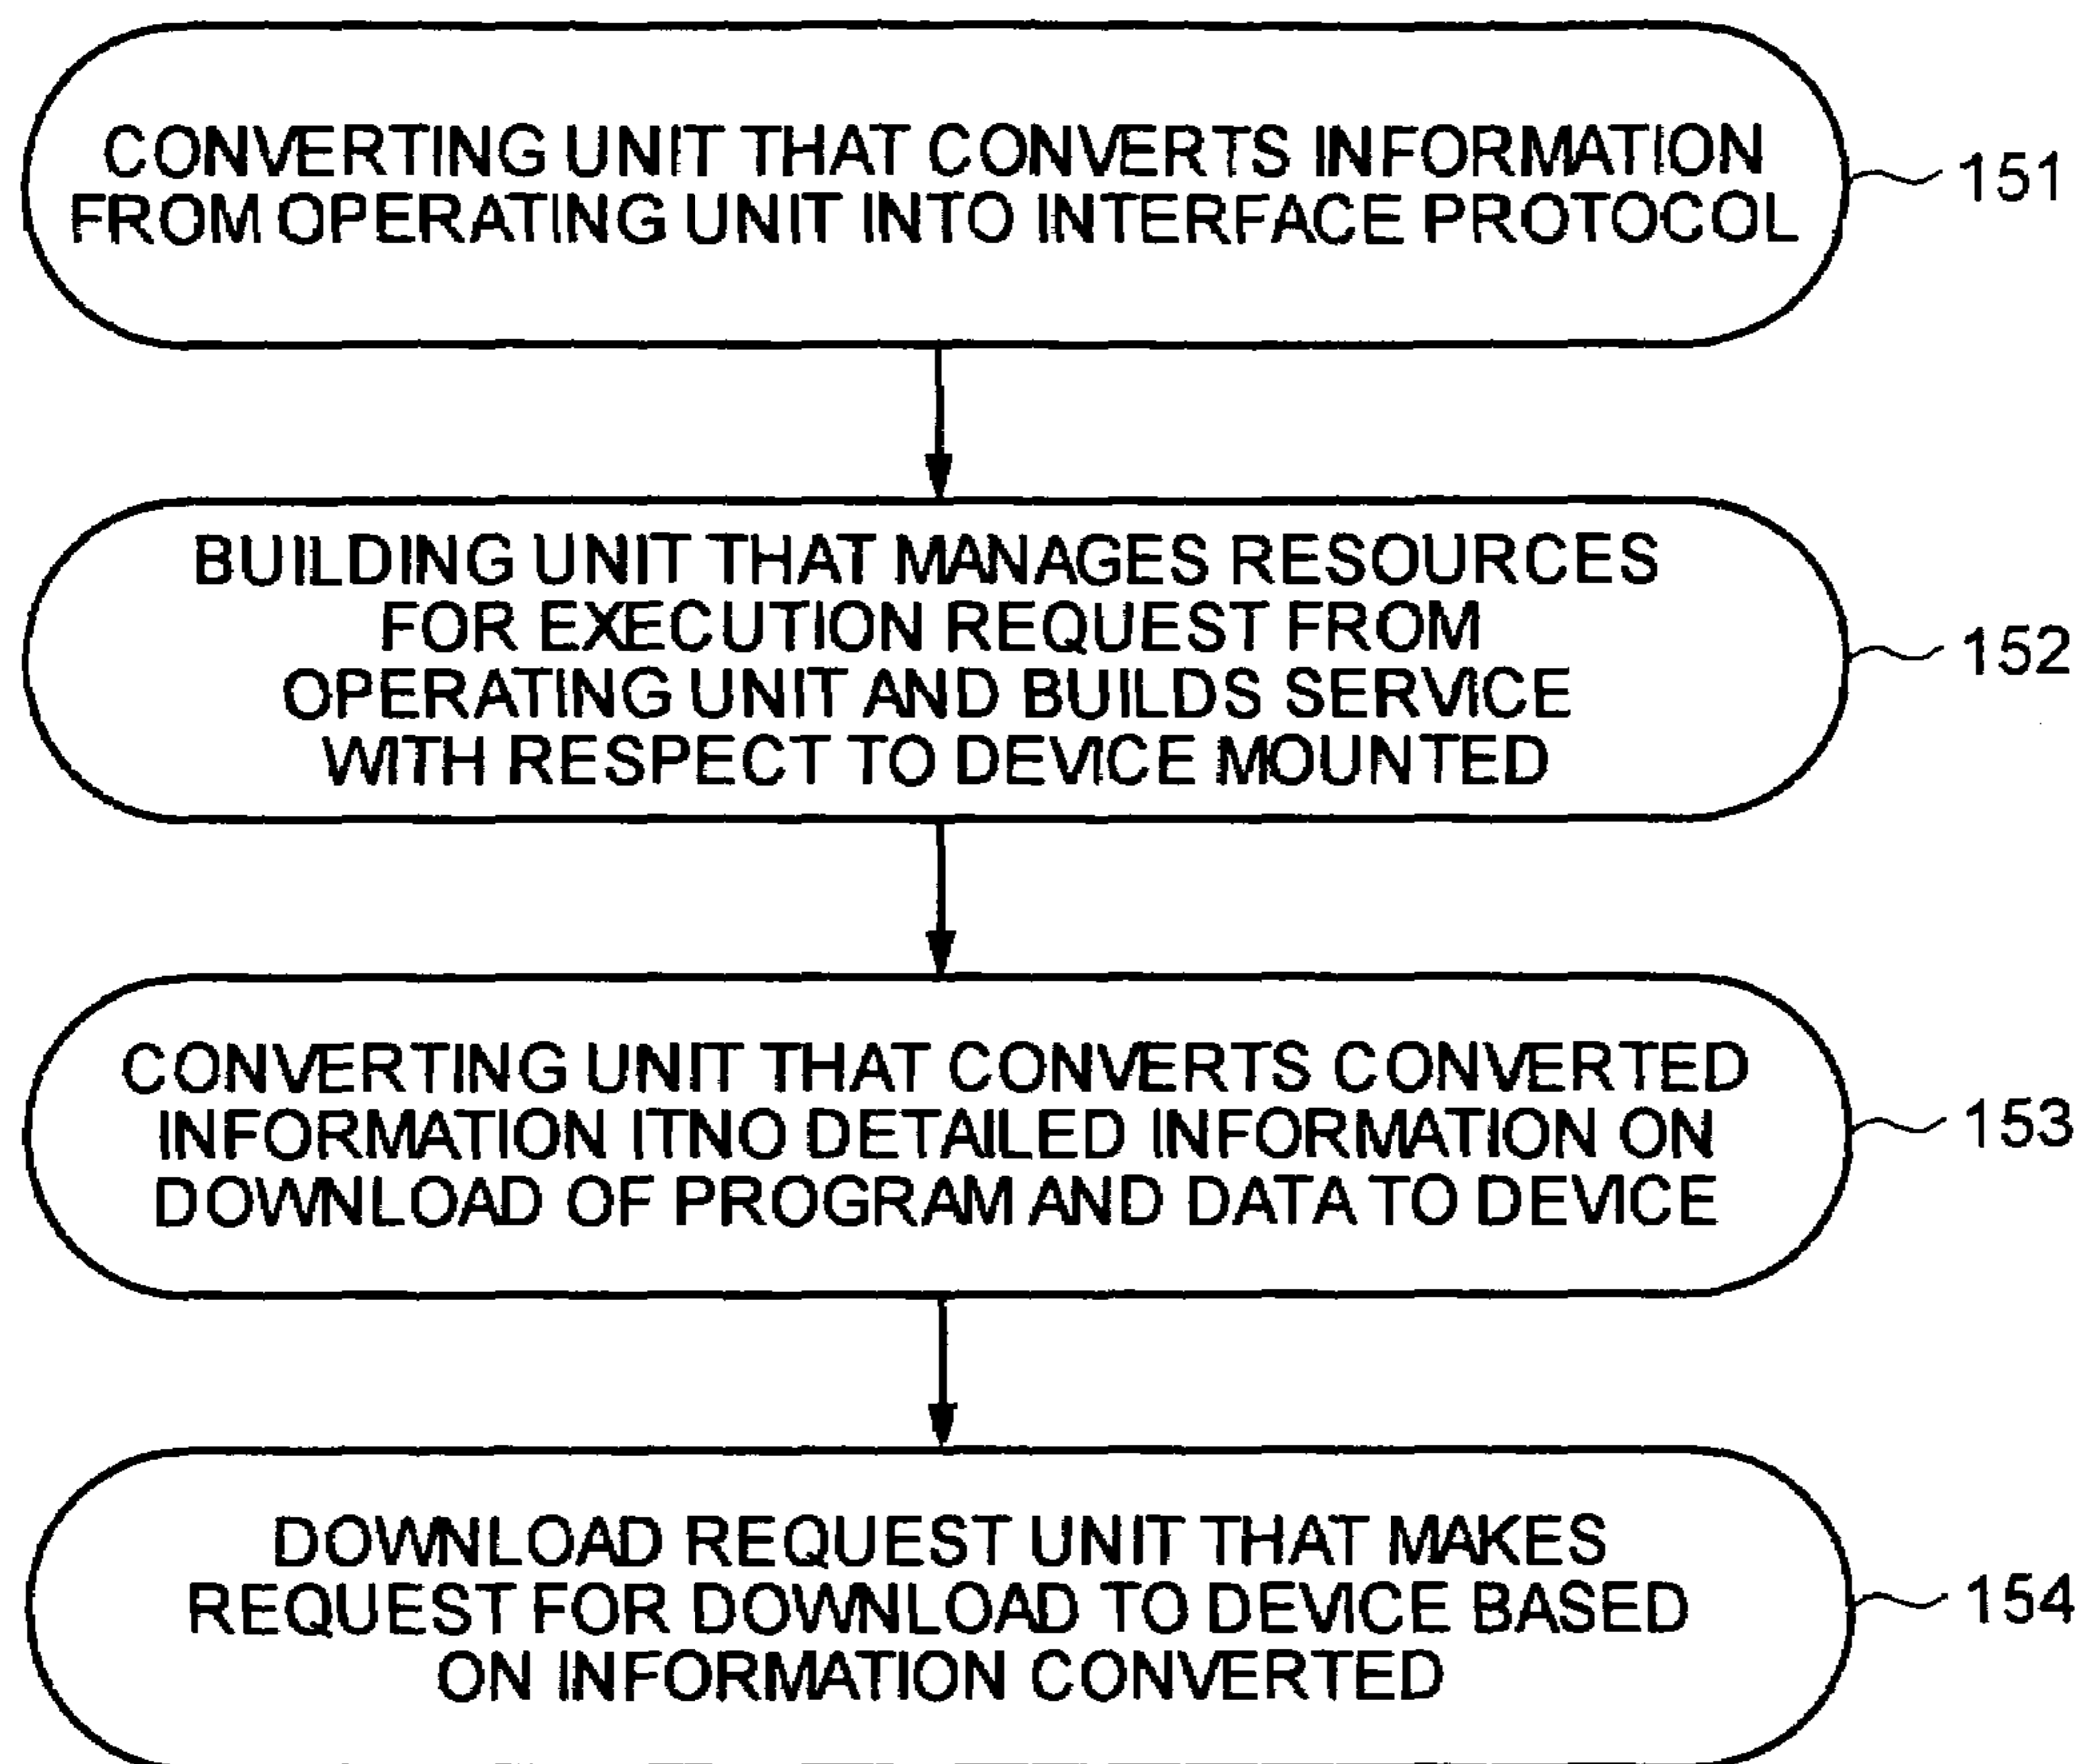 CONVERTING UNIT THAT CONVERTS INFORMATION
FROM OPERATING UNIT INTO INTERFACE PROTOCOL
151
BUILDING UNIT THAT MANAGES RESOURCES
FOR EXECUTION REQUEST FROM
OPERATING UNIT AND BUILDS SERVICE
WITH RESPECT TO DEVICE MOUNTED
152
CONVERTING UNIT THAT CONVERTS CONVERTED
INFORMATION ITNO DETAILED INFORMATION ON
DOWNLOAD OF PROGRAM AND DATA TO DEVICE
153
DOWNLOAD REQUEST UNIT THAT MAKES
REQUEST FOR DOWNLOAD TO DEVICE BASED
ON INFORMATION CONVERTED
154